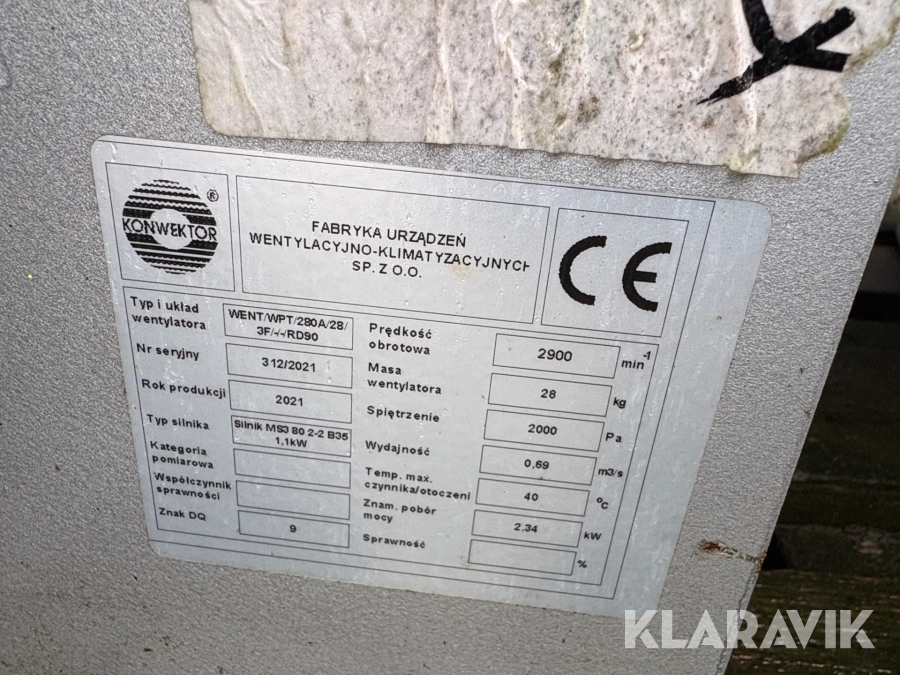 KONWEKTOR
®
FABRYKA URZĄDZEŃ
WENTYLACYJNO-KLIMATYZACYJNYCH
SP. Z O.O.
CE
Typ i układ
wentylatora
WENT/WPT/280A/28/
3F/-/-/RD90
Nr seryjny
312/2021
Rok produkcji
2021
Typ silnika
Silnik MS3 80 2-2 B35
1,1kW
Kategoria
pomiarowa
Współczynnik
sprawności
Znak DQ
9
Prędkość
obrotowa
2900
min-1
Masa
wentylatora
28
kg
Spiętrzenie
2000
Pa
Wydajność
0,69
m3/s
Temp. max.
czynnika/otoczeni
40
°C
Znam. pobór
mocy
2.34
kW
Sprawność
%
KLARAVIK